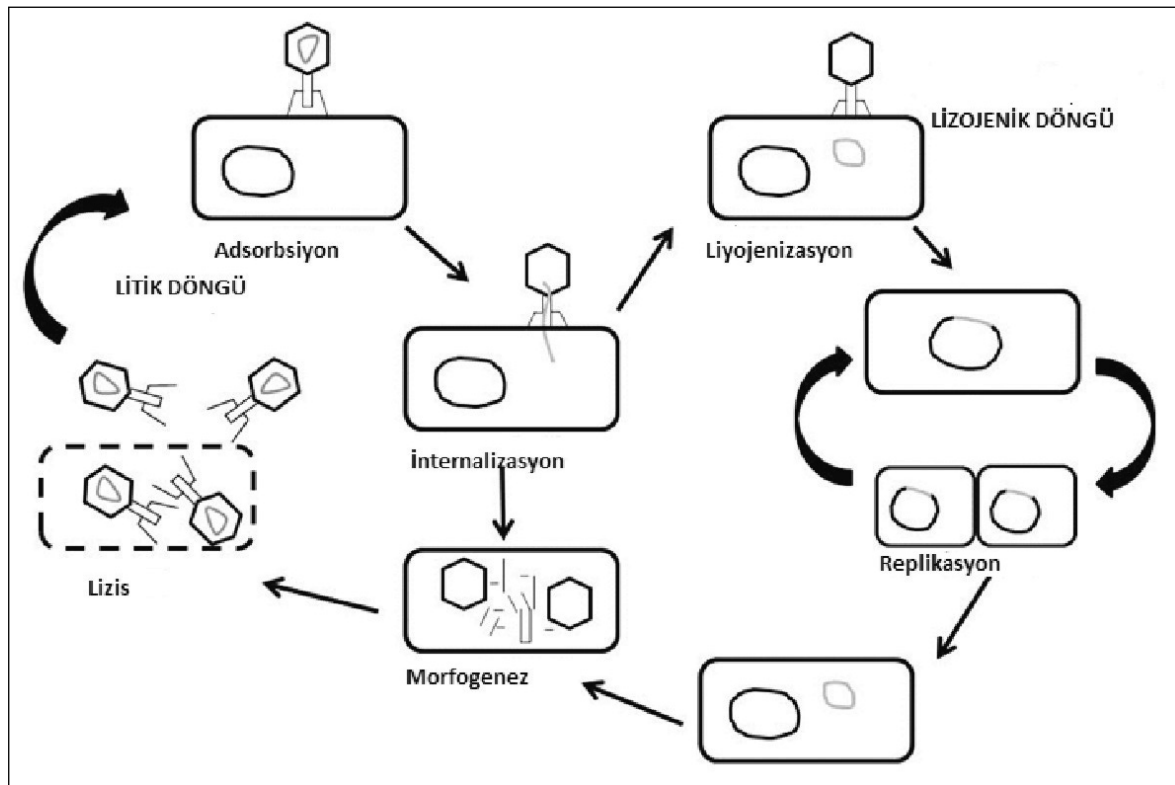 Adsorbsiyon
LİTİK DÖNGÜ
İnternalizasyon
Morfogenez
Lizis
LİZOJENİK DÖNGÜ
Liyojenizasyon
Replikasyon